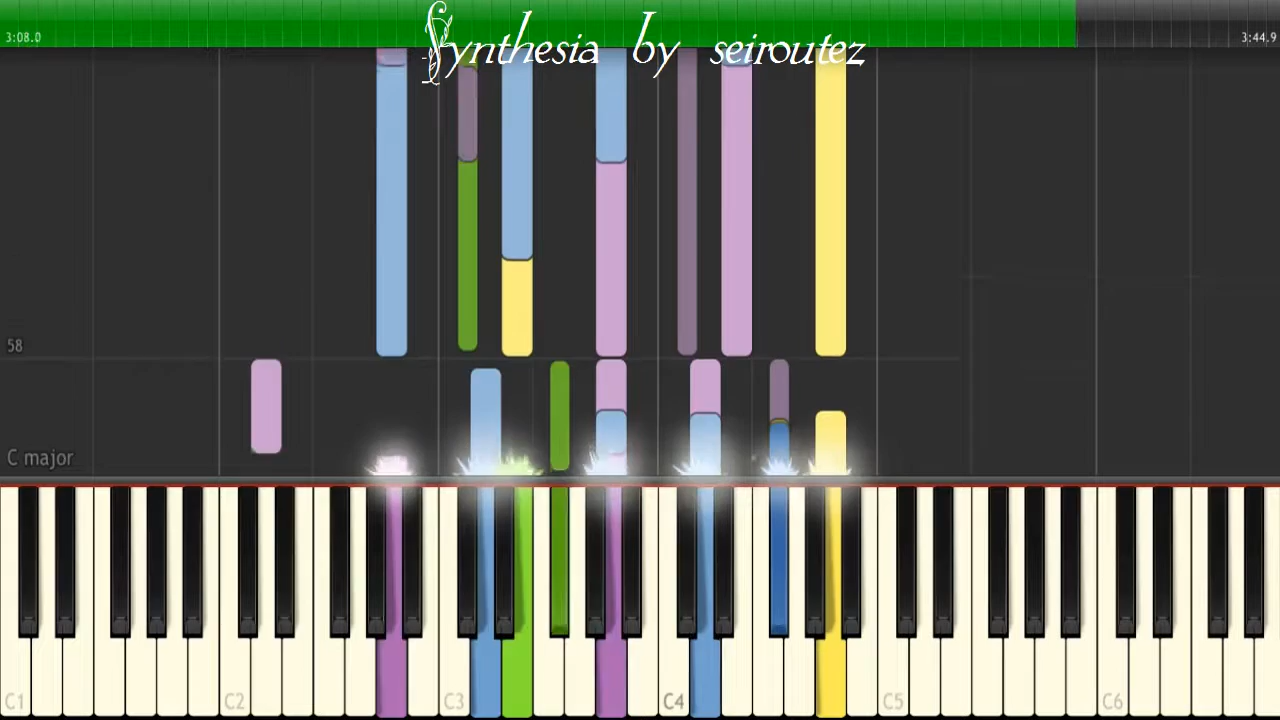 Synthesia by seiroutez
3:08.0
3:44.9
58
C major
C1
C2
C3
C4
C5
C6